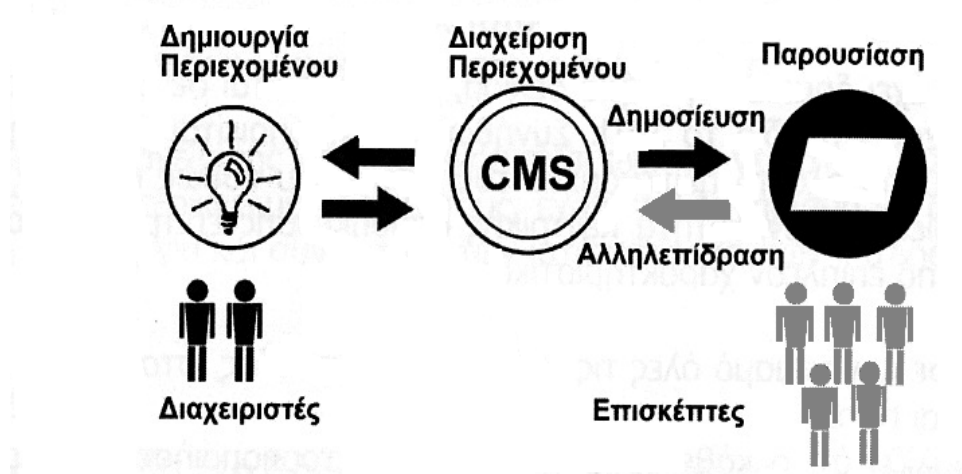 Δημιουργία
Περιεχομένου
Διαχείριση
Περιεχομένου
Παρουσίαση
Δημοσίευση
CMS
Αλληλεπίδραση
Διαχειριστές
Επισκέπτες